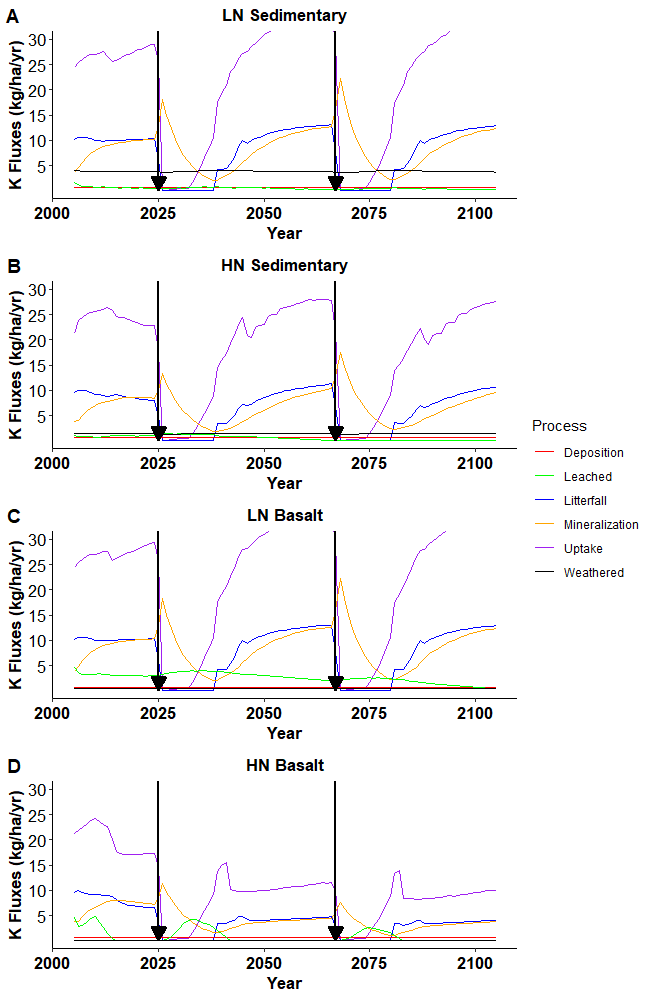 A LN Sedimentary
K Fluxes (kg/ha/yr)
30
25
20
15
10
5
2000 2025 2050 2075 2100
Year
B HN Sedimentary
K Fluxes (kg/ha/yr)
30
25
20
15
10
5
2000 2025 2050 2075 2100
Year
Process
Deposition
Leached
Litterfall
Mineralization
Uptake
Weathered
C LN Basalt
K Fluxes (kg/ha/yr)
30
25
20
15
10
5
2000 2025 2050 2075 2100
Year
D HN Basalt
K Fluxes (kg/ha/yr)
30
25
20
15
10
5
2000 2025 2050 2075 2100
Year